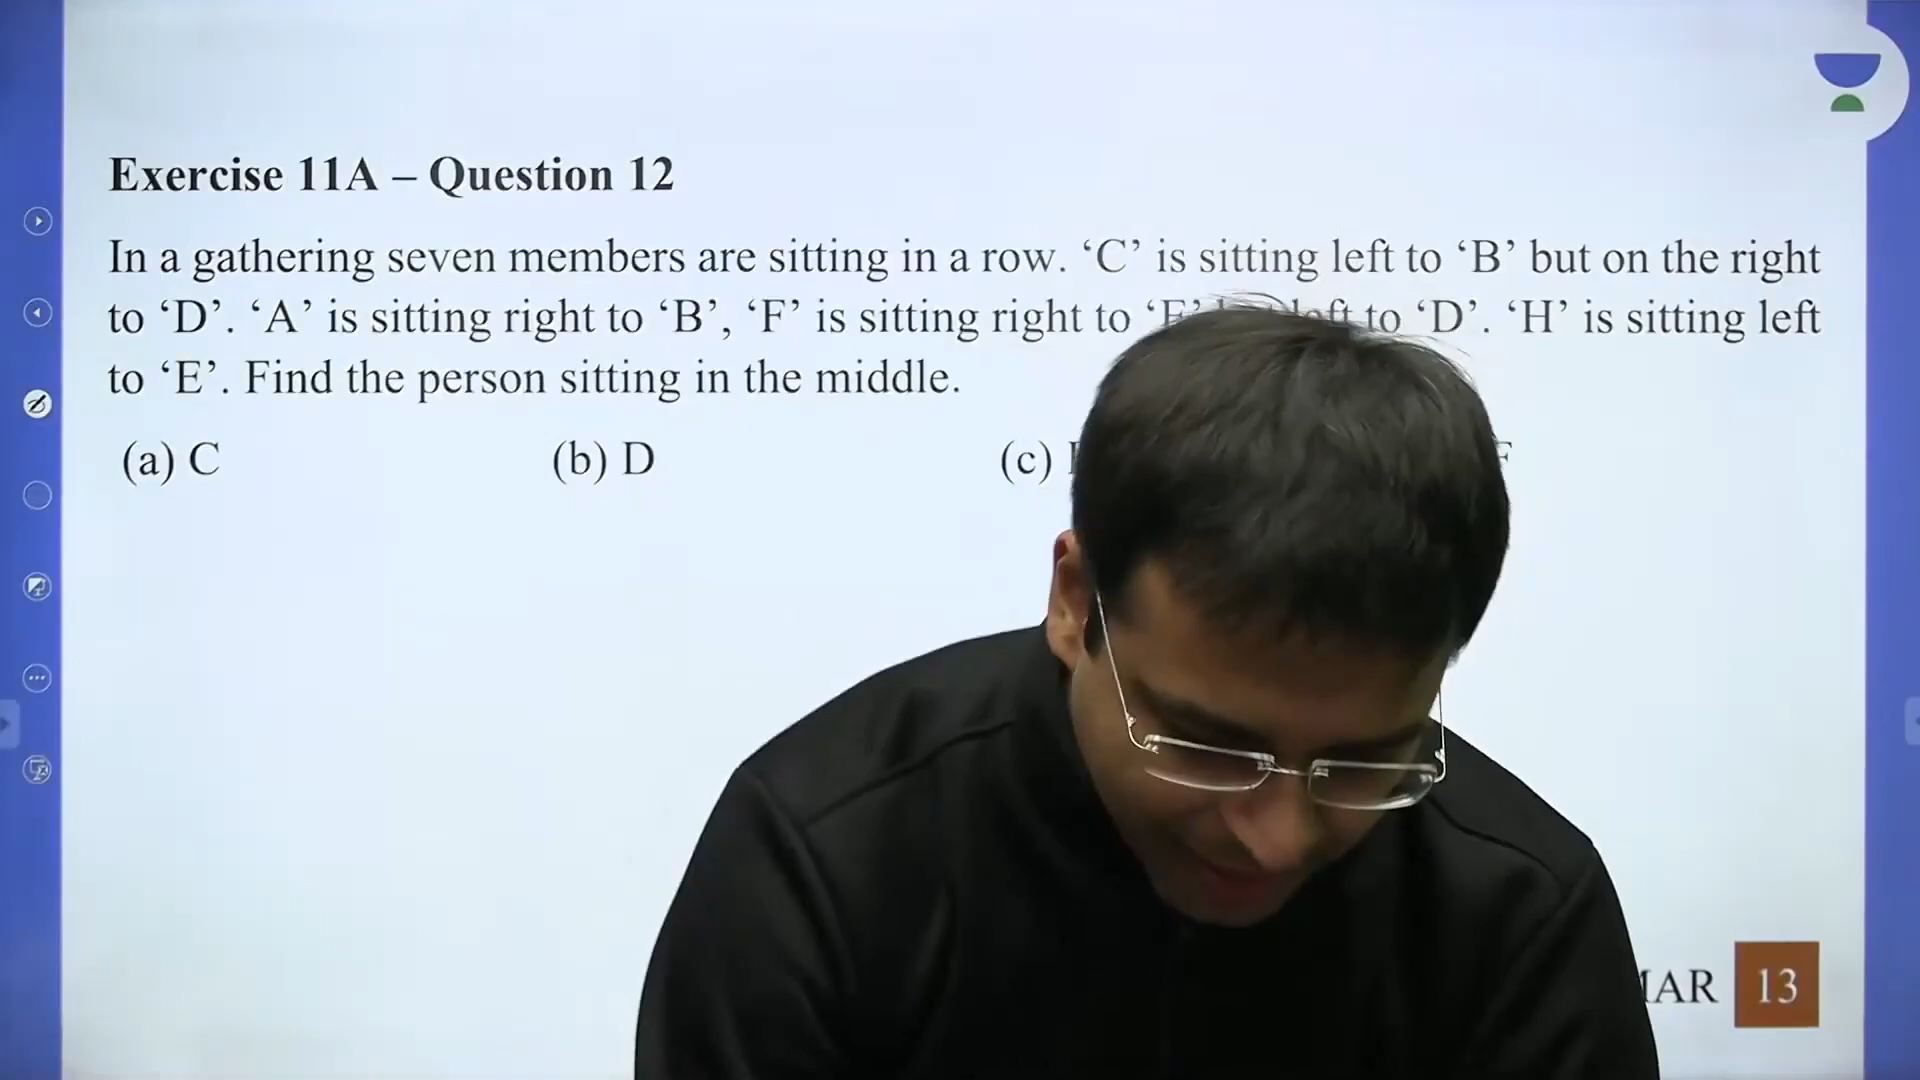 Exercise 11A – Question 12
In a gathering seven members are sitting in a row. ‘C’ is sitting left to ‘B’ but on the right
to ‘D’. ‘A’ is sitting right to ‘B’, ‘F’ is sitting right to left to ‘D’. ‘H’ is sitting left
to ‘E’. Find the person sitting in the middle.
(a) C (b) D (c)
13